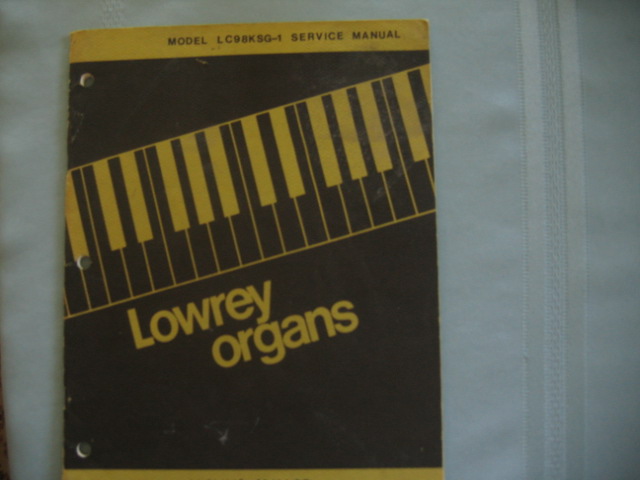 MODEL LC98KSG-1 SERVICE MANUAL
Lowrey
organs